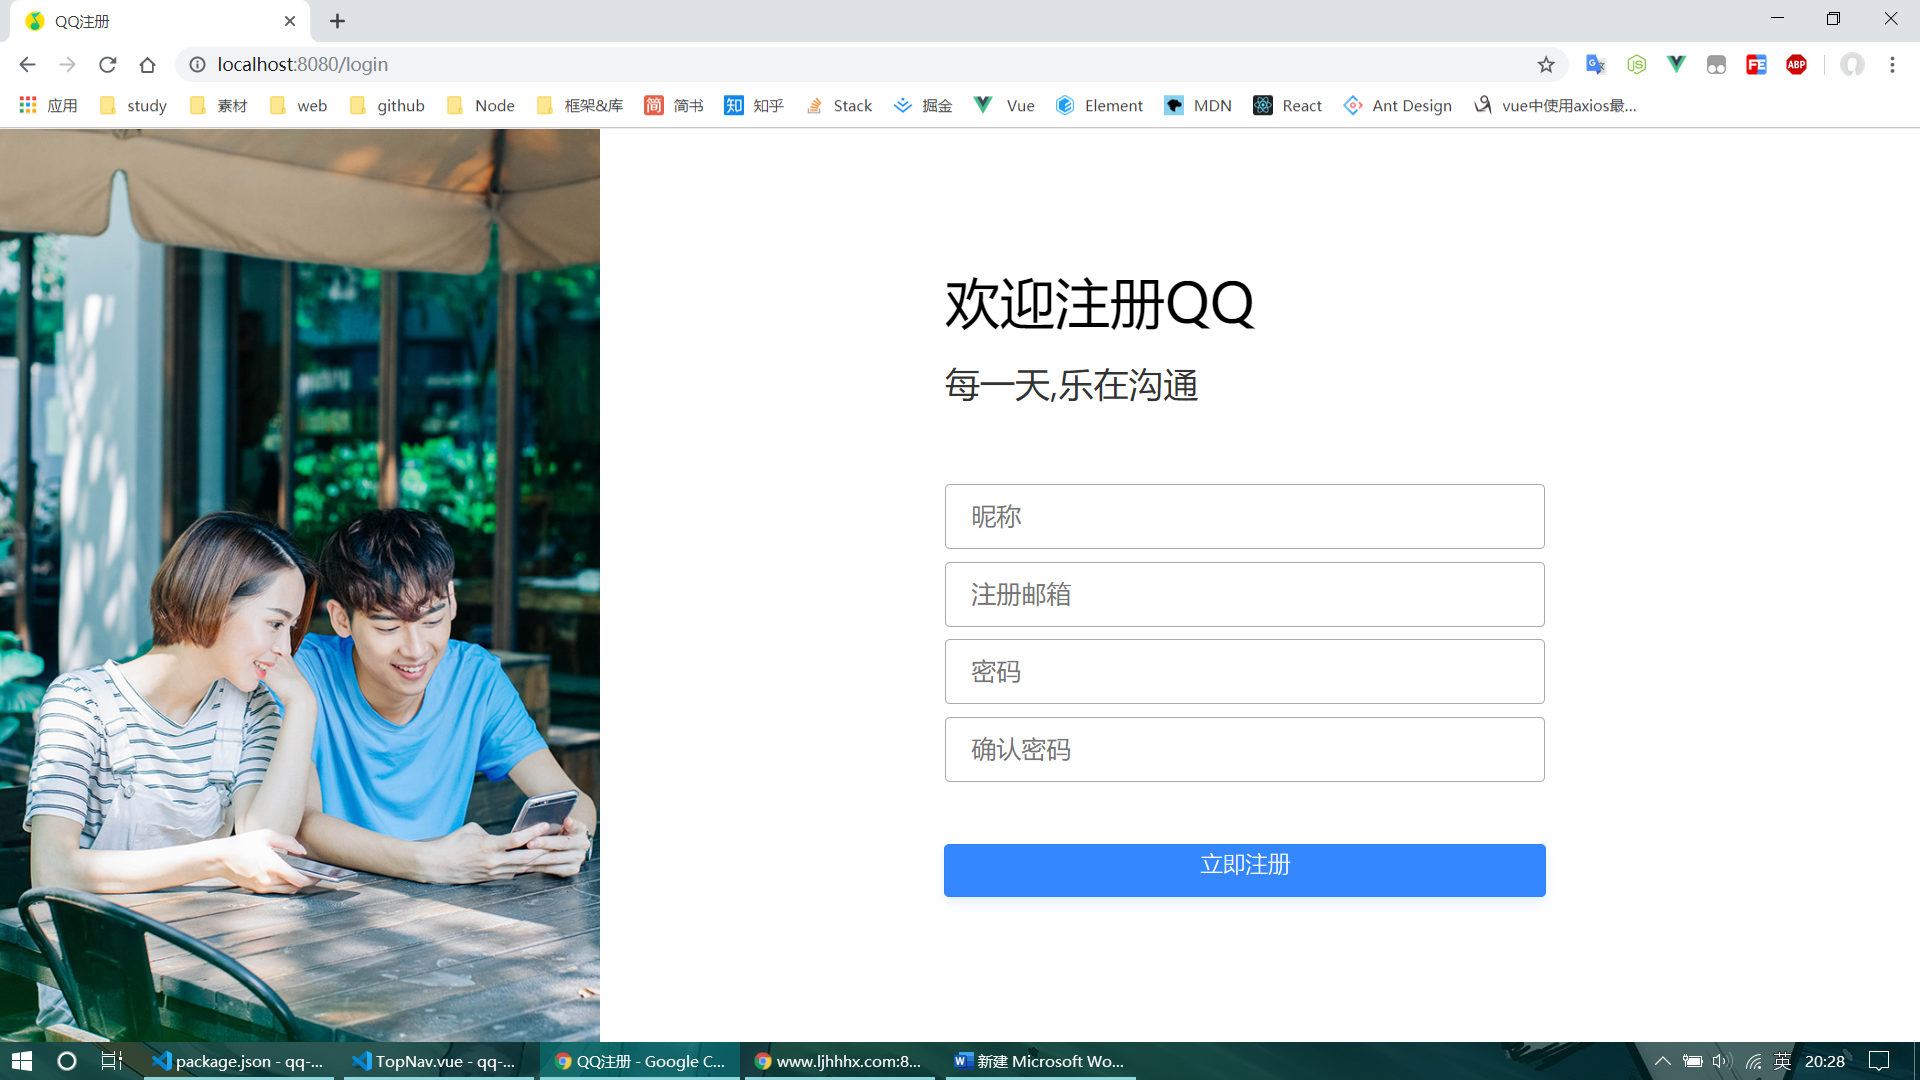 QQ注册
localhost:8080/login
应用 study 素材 web github Node 框架&库 简 简书 知 知乎 Stack 掘金 Vue Element MDN React Ant Design vue中使用axios最...
欢迎注册QQ
每一天,乐在沟通
昵称
注册邮箱
密码
确认密码
立即注册
package.json - qq-... TopNav.vue - qq-... QQ注册 - Google C... www.ljhhhx.com:8... 新建 Microsoft Wo... 英 20:28